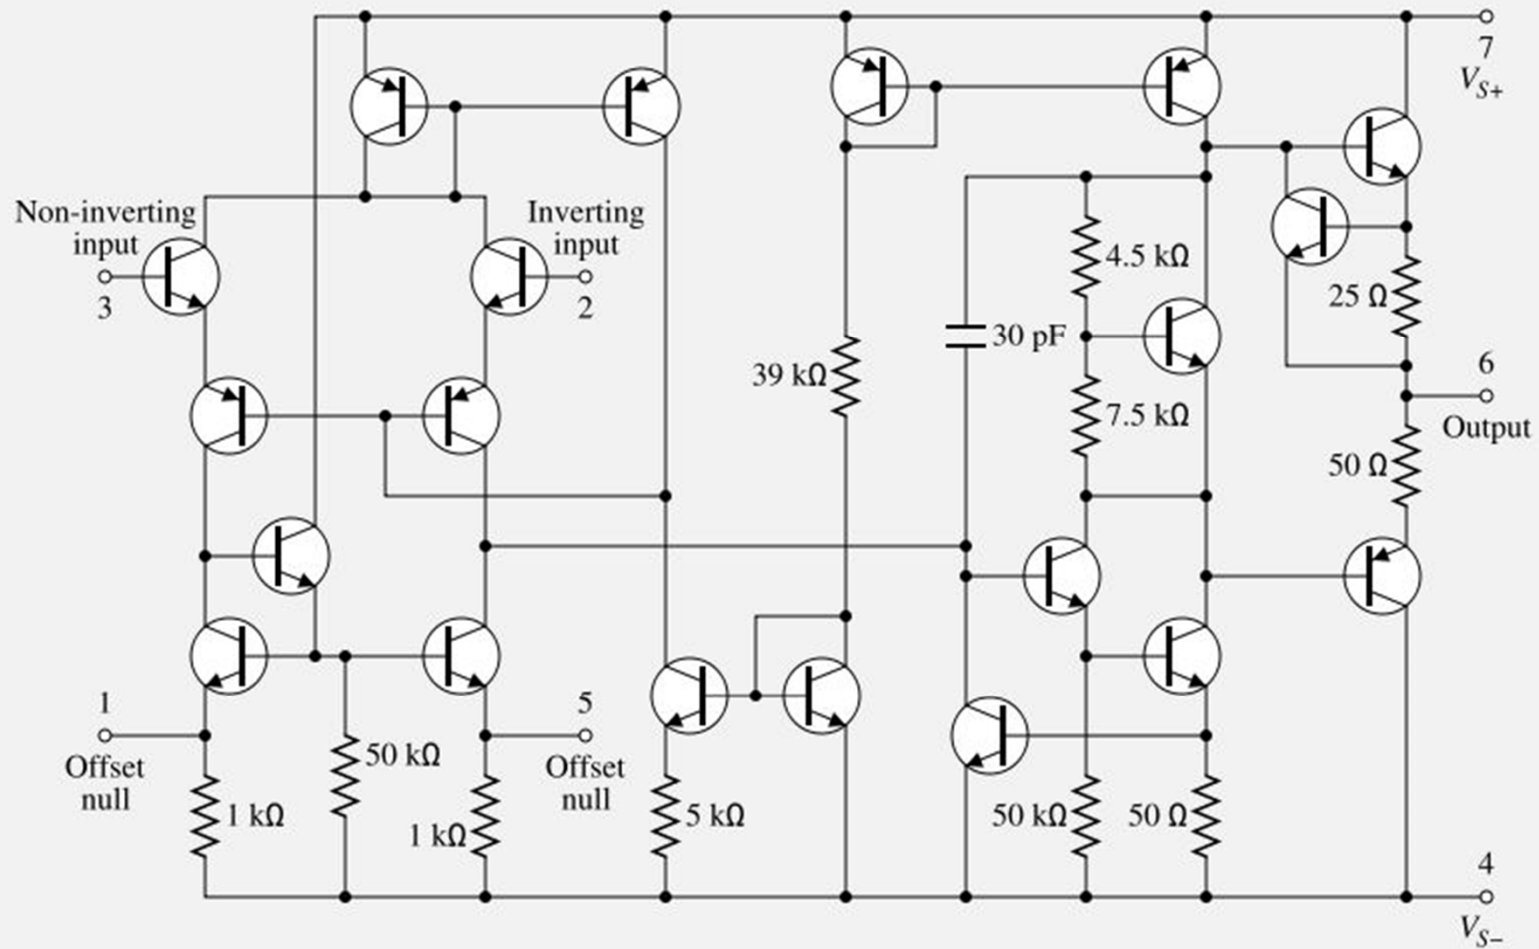 7
V_S+
Non-inverting
input
3
Inverting
input
2
4.5 kΩ
25 Ω
30 pF
39 kΩ
6
Output
7.5 kΩ
50 Ω
1
Offset
null
5
Offset
null
50 kΩ
1 kΩ
1 kΩ
5 kΩ
50 kΩ
50 Ω
4
V_S−